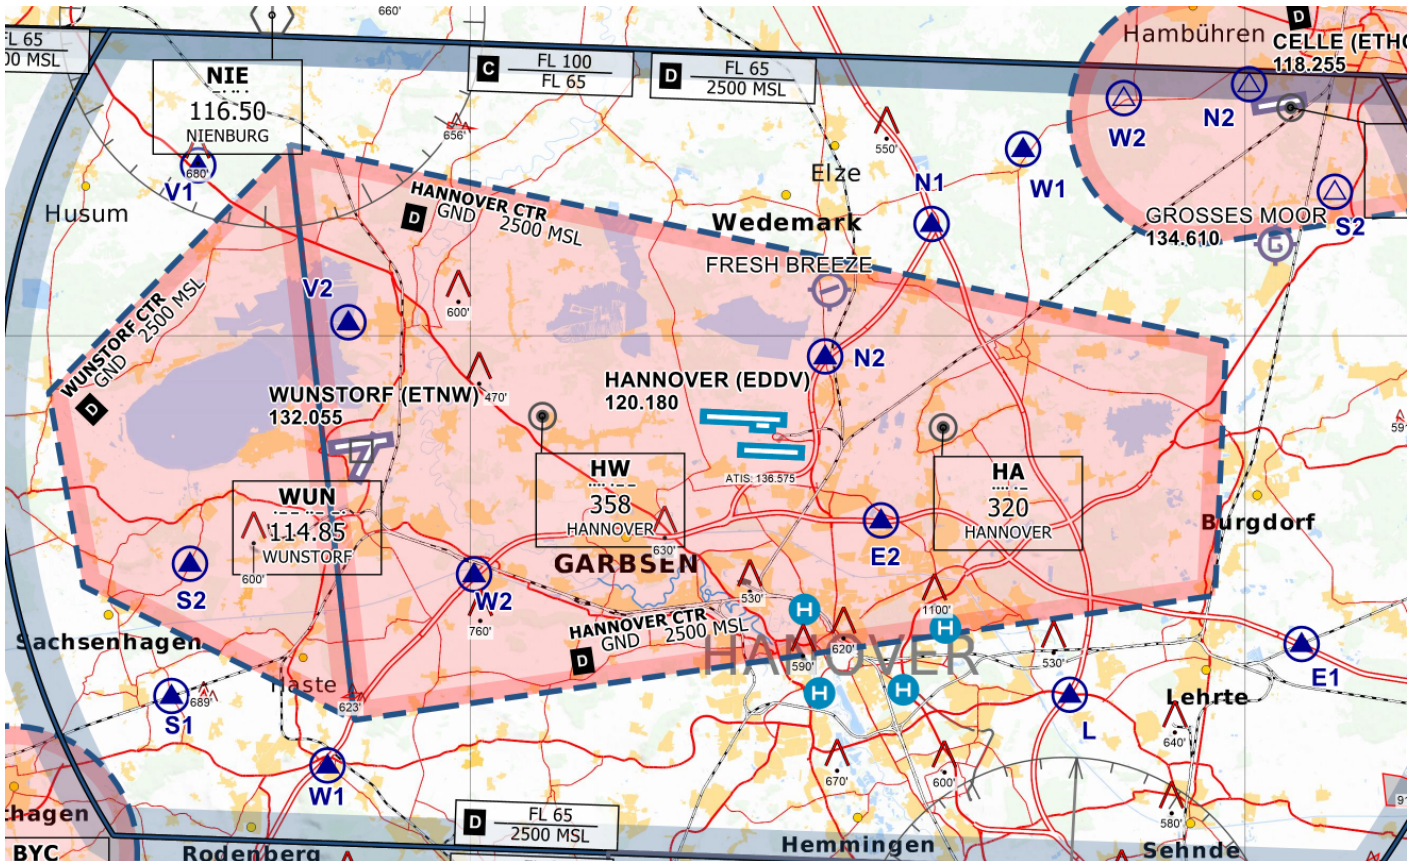 660'
FL 65
00 MSL
NIE
116.50
NIENBURG
680'
V1
Husum
656'
C
FL 100
FL 65
D
FL 65
2500 MSL
550'
Elze
Wedemark
N1
W1
Hambühren
D
CELLE (ETHC
118.255
W2
N2
S2
GROSSES MOOR
134.610
G
HANNOVER CTR
D
GND 2500 MSL
FRESH BREEZE
V2
600'
WUNSTORF CTR
GND 2500 MSL
D
470'
WUNSTORF (ETNW)
132.055
HANNOVER (EDDV)
120.180
N2
ATIS: 136.575
WUN
114.85
WUNSTORF
600'
HW
358
HANNOVER
630'
HA
320
HANNOVER
E2
Burgdorf
591
GARBSEN
S2
W2
760'
530'
1100'
H
H
HANNOVER CTR
GND 2500 MSL
D
HANOVER
590'
620'
530'
E1
Sachsenhagen
Haste
S1
689'
623'
H
H
L
Lehrte
640'
W1
670'
600'
580'
91
thagen
D
FL 65
2500 MSL
BYC
Rodenberg
Hemmingen
Sehnde